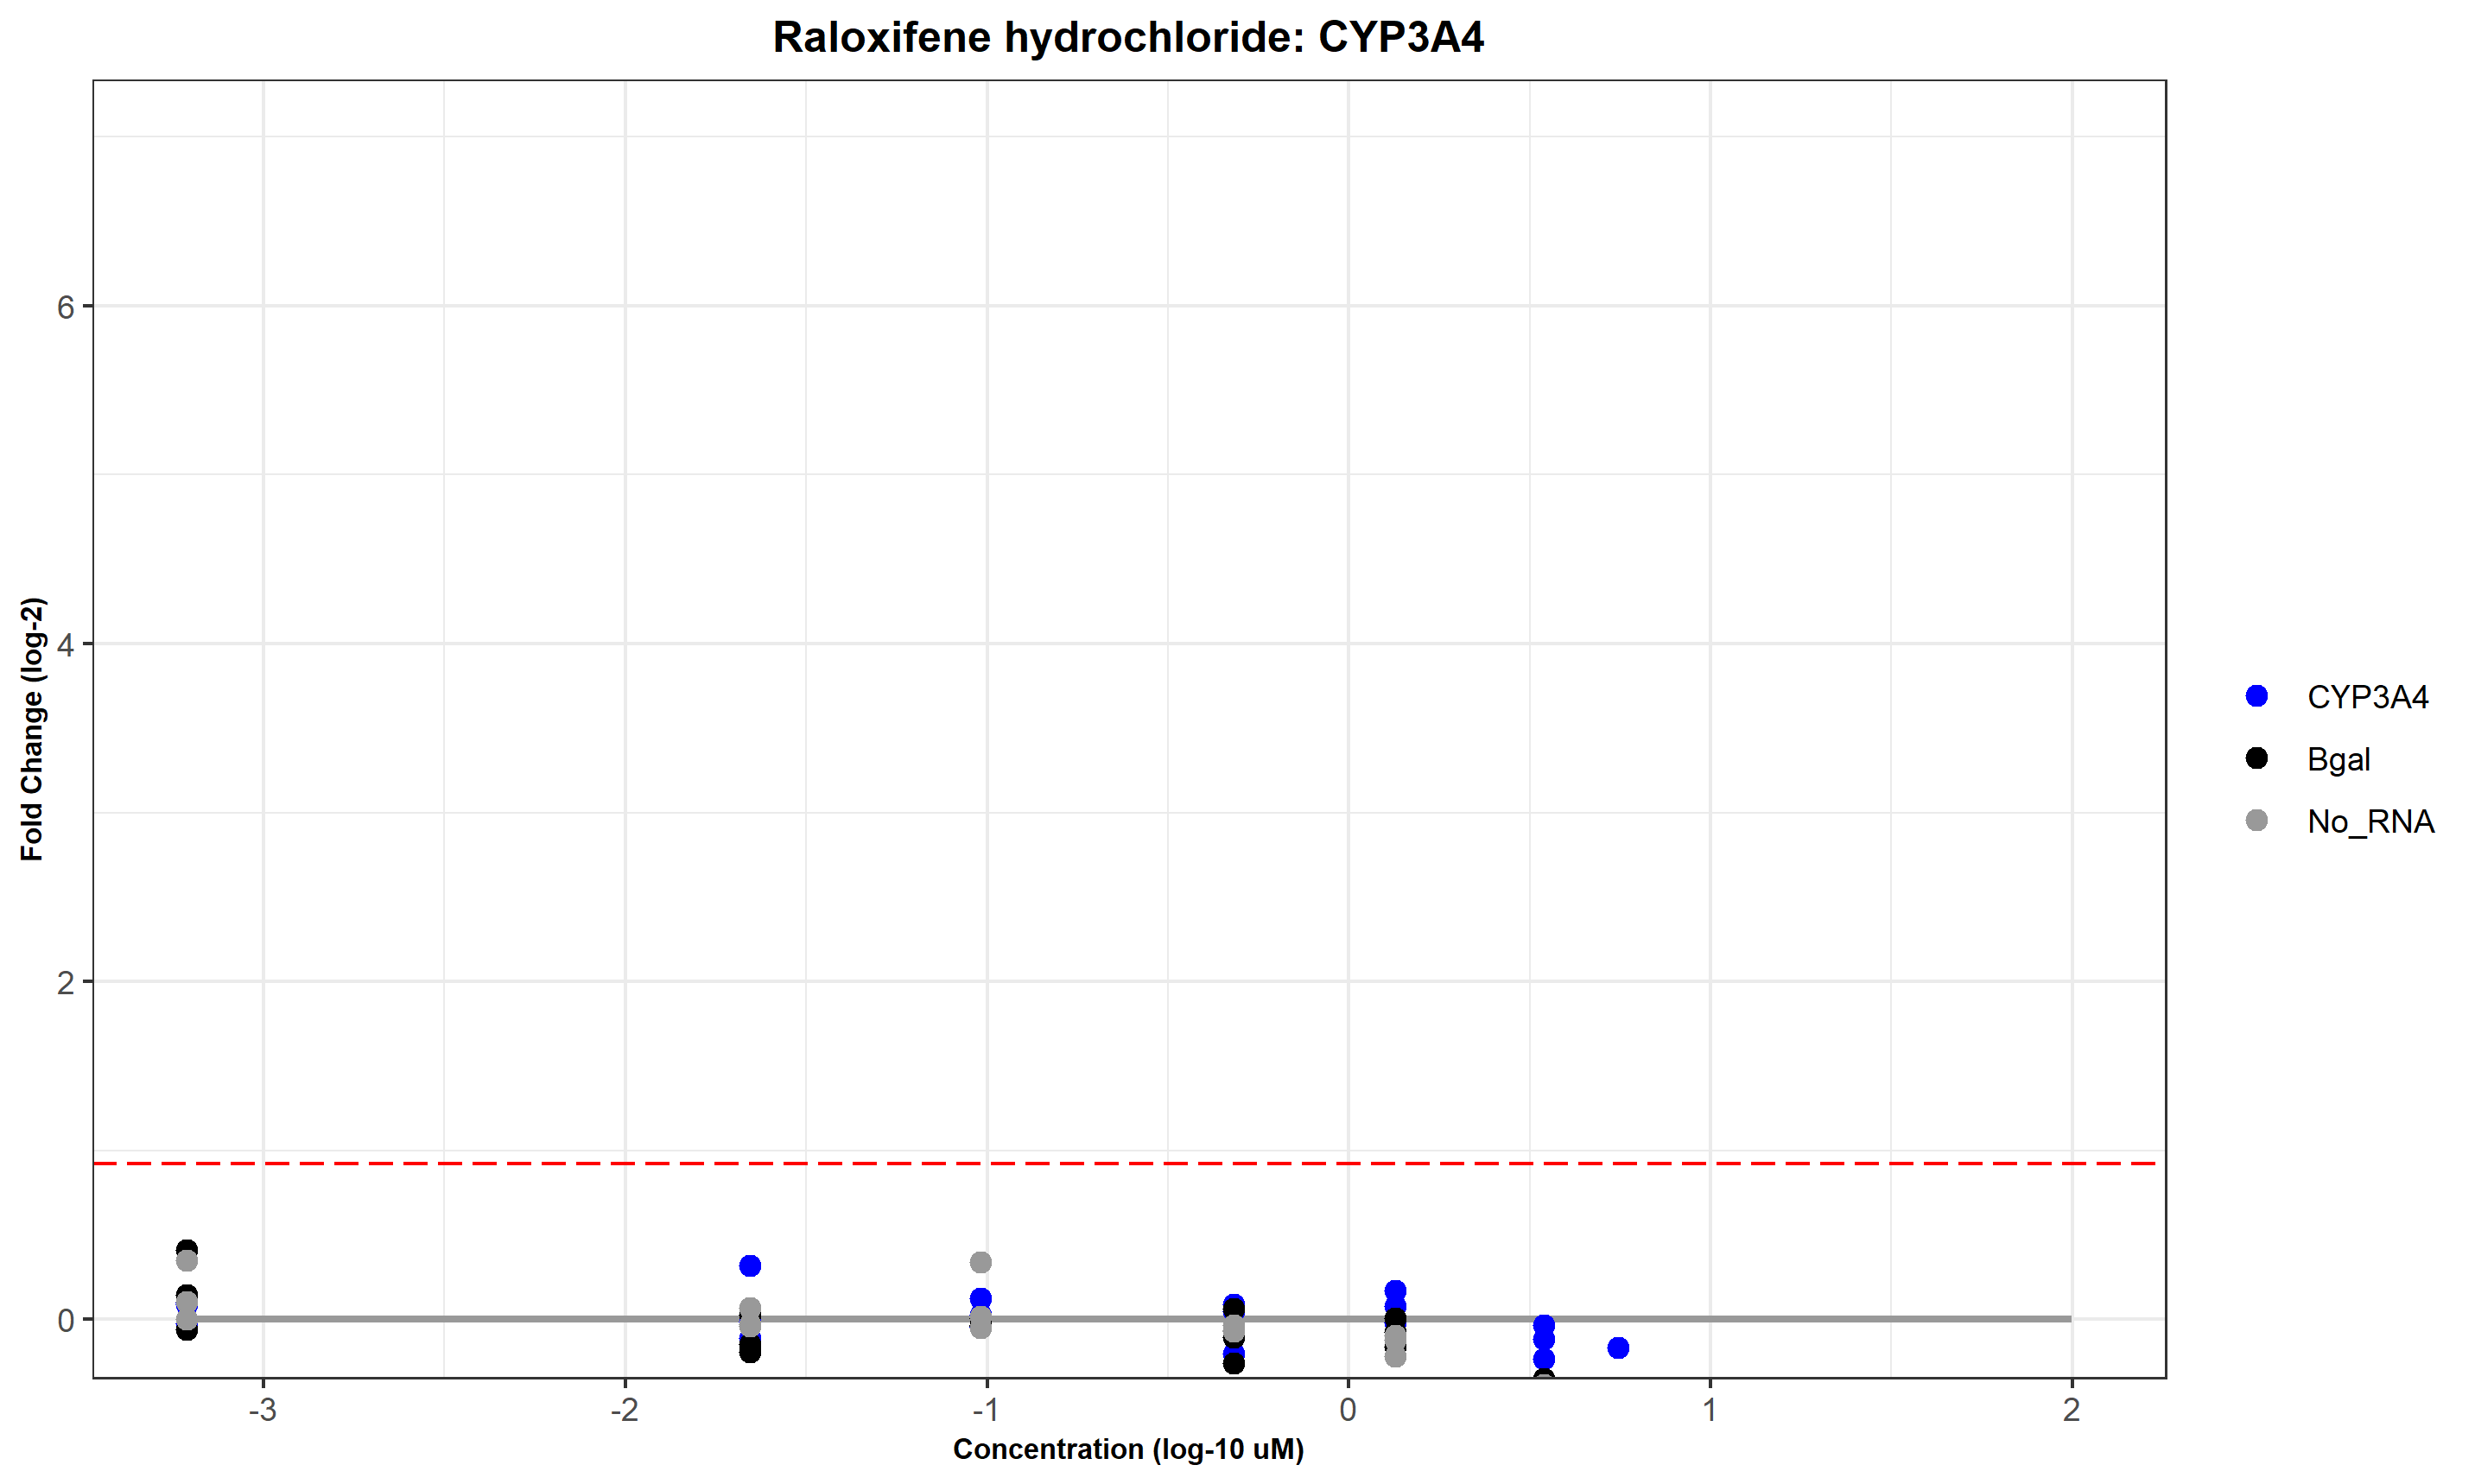 Raloxifene hydrochloride: CYP3A4
Fold Change (log-2)
6
4
2
0
-3
-2
-1
0
1
2
Concentration (log-10 uM)
CYP3A4
Bgal
No_RNA